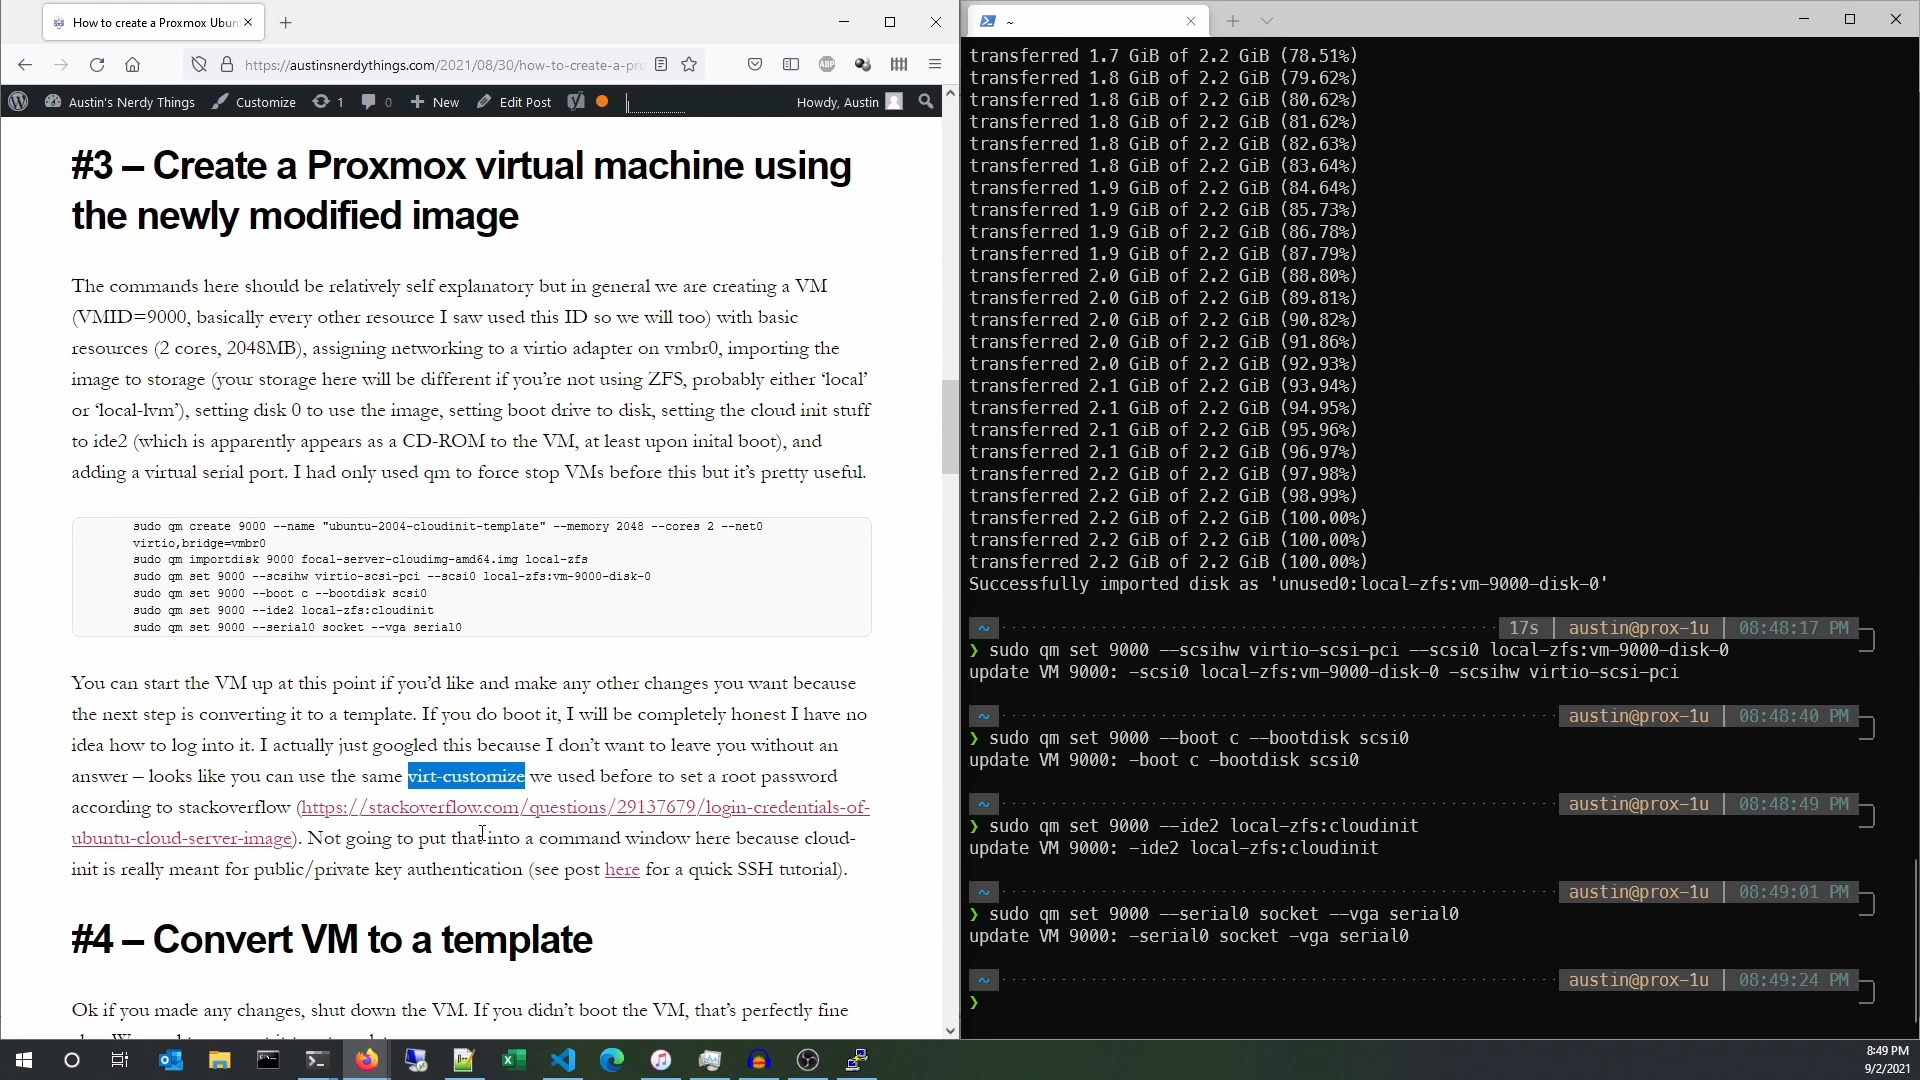 How to create a Proxmox Ubun
https://austinsnerdythings.com/2021/08/30/how-to-create-a-pro
ABP
Austin's Nerdy Things
Customize
1
0
New
Edit Post
Howdy, Austin
#3 – Create a Proxmox virtual machine using
the newly modified image
The commands here should be relatively self explanatory but in general we are creating a VM
(VMID=9000, basically every other resource I saw used this ID so we will too) with basic
resources (2 cores, 2048MB), assigning networking to a virtio adapter on vmbr0, importing the
image to storage (your storage here will be different if you're not using ZFS, probably either 'local'
or 'local-lvm'), setting disk 0 to use the image, setting boot drive to disk, setting the cloud init stuff
to ide2 (which is apparently appears as a CD-ROM to the VM, at least upon inital boot), and
adding a virtual serial port. I had only used qm to force stop VMs before this but it's pretty useful.
sudo qm create 9000 --name "ubuntu-2004-cloudinit-template" --memory 2048 --cores 2 --net0
virtio,bridge=vmbr0
sudo qm importdisk 9000 focal-server-cloudimg-amd64.img local-zfs
sudo qm set 9000 --scsihw virtio-scsi-pci --scsi0 local-zfs:vm-9000-disk-0
sudo qm set 9000 --boot c --bootdisk scsi0
sudo qm set 9000 --ide2 local-zfs:cloudinit
sudo qm set 9000 --serial0 socket --vga serial0
You can start the VM up at this point if you'd like and make any other changes you want because
the next step is converting it to a template. If you do boot it, I will be completely honest I have no
idea how to log into it. I actually just googled this because I don't want to leave you without an
answer – looks like you can use the same virt-customize we used before to set a root password
according to stackoverflow (https://stackoverflow.com/questions/29137679/login-credentials-of-
ubuntu-cloud-server-image). Not going to put that into a command window here because cloud-
init is really meant for public/private key authentication (see post here for a quick SSH tutorial).
#4 – Convert VM to a template
Ok if you made any changes, shut down the VM. If you didn't boot the VM, that's perfectly fine
~
transferred 1.7 GiB of 2.2 GiB (78.51%)
transferred 1.8 GiB of 2.2 GiB (79.62%)
transferred 1.8 GiB of 2.2 GiB (80.62%)
transferred 1.8 GiB of 2.2 GiB (81.62%)
transferred 1.8 GiB of 2.2 GiB (82.63%)
transferred 1.8 GiB of 2.2 GiB (83.64%)
transferred 1.9 GiB of 2.2 GiB (84.64%)
transferred 1.9 GiB of 2.2 GiB (85.73%)
transferred 1.9 GiB of 2.2 GiB (86.78%)
transferred 1.9 GiB of 2.2 GiB (87.79%)
transferred 2.0 GiB of 2.2 GiB (88.80%)
transferred 2.0 GiB of 2.2 GiB (89.81%)
transferred 2.0 GiB of 2.2 GiB (90.82%)
transferred 2.0 GiB of 2.2 GiB (91.86%)
transferred 2.0 GiB of 2.2 GiB (92.93%)
transferred 2.1 GiB of 2.2 GiB (93.94%)
transferred 2.1 GiB of 2.2 GiB (94.95%)
transferred 2.1 GiB of 2.2 GiB (95.96%)
transferred 2.1 GiB of 2.2 GiB (96.97%)
transferred 2.2 GiB of 2.2 GiB (97.98%)
transferred 2.2 GiB of 2.2 GiB (98.99%)
transferred 2.2 GiB of 2.2 GiB (100.00%)
transferred 2.2 GiB of 2.2 GiB (100.00%)
transferred 2.2 GiB of 2.2 GiB (100.00%)
Successfully imported disk as 'unused0:local-zfs:vm-9000-disk-0'
~ 17s | austin@prox-1u | 08:48:17 PM
❯ sudo qm set 9000 --scsihw virtio-scsi-pci --scsi0 local-zfs:vm-9000-disk-0
update VM 9000: -scsi0 local-zfs:vm-9000-disk-0 -scsihw virtio-scsi-pci
~ austin@prox-1u | 08:48:40 PM
❯ sudo qm set 9000 --boot c --bootdisk scsi0
update VM 9000: -boot c -bootdisk scsi0
~ austin@prox-1u | 08:48:49 PM
❯ sudo qm set 9000 --ide2 local-zfs:cloudinit
update VM 9000: -ide2 local-zfs:cloudinit
~ austin@prox-1u | 08:49:01 PM
❯ sudo qm set 9000 --serial0 socket --vga serial0
update VM 9000: -serial0 socket -vga serial0
~ austin@prox-1u | 08:49:24 PM
❯
8:49 PM
9/2/2021